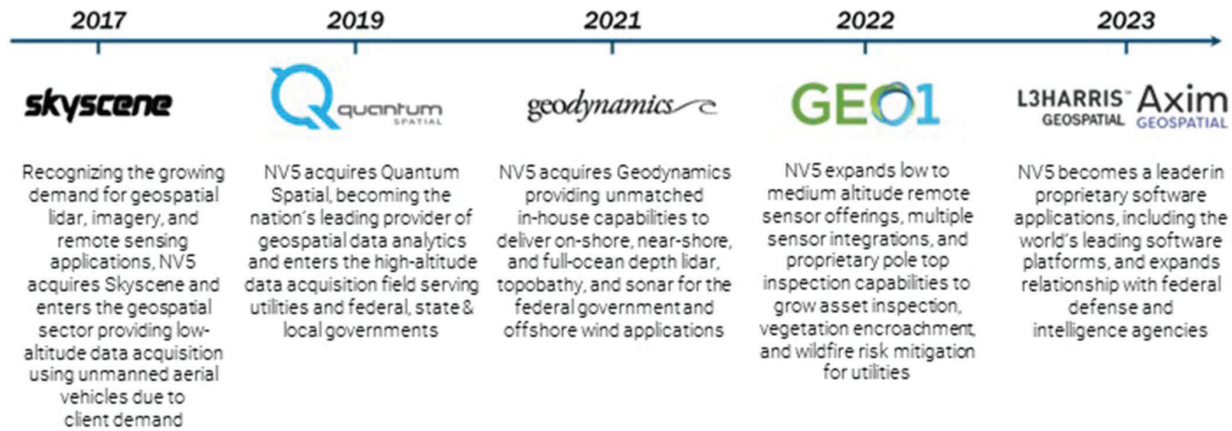 2017
2019
2021
2022
2023
skyscene
quantum
SPATIAL
geodynamics
GEO1
L3HARRIS™
GEOSPATIAL
Axim
GEOSPATIAL
Recognizing the growing
demand for geospatial
lidar, imagery, and
remote sensing
applications, NV5
acquires Skyscene and
enters the geospatial
sector providing low-
altitude data acquisition
using unmanned aerial
vehicles due to
client demand
NV5 acquires Quantum
Spatial, becoming the
nation's leading provider of
geospatial data analytics
and enters the high-altitude
data acquisition field serving
utilities and federal, state &
local governments
NV5 acquires Geodynamics
providing unmatched
in-house capabilities to
deliver on-shore, near-shore,
and full-ocean depth lidar,
topobathy, and sonar for the
federal government and
offshore wind applications
NV5 expands low to
medium altitude remote
sensor offerings, multiple
sensor integrations, and
proprietary pole top
inspection capabilities to
grow asset inspection,
vegetation encroachment,
and wildfire risk mitigation
for utilities
NV5 becomes a leader in
proprietary software
applications, including the
world's leading software
platforms, and expands
relationship with federal
defense and
intelligence agencies